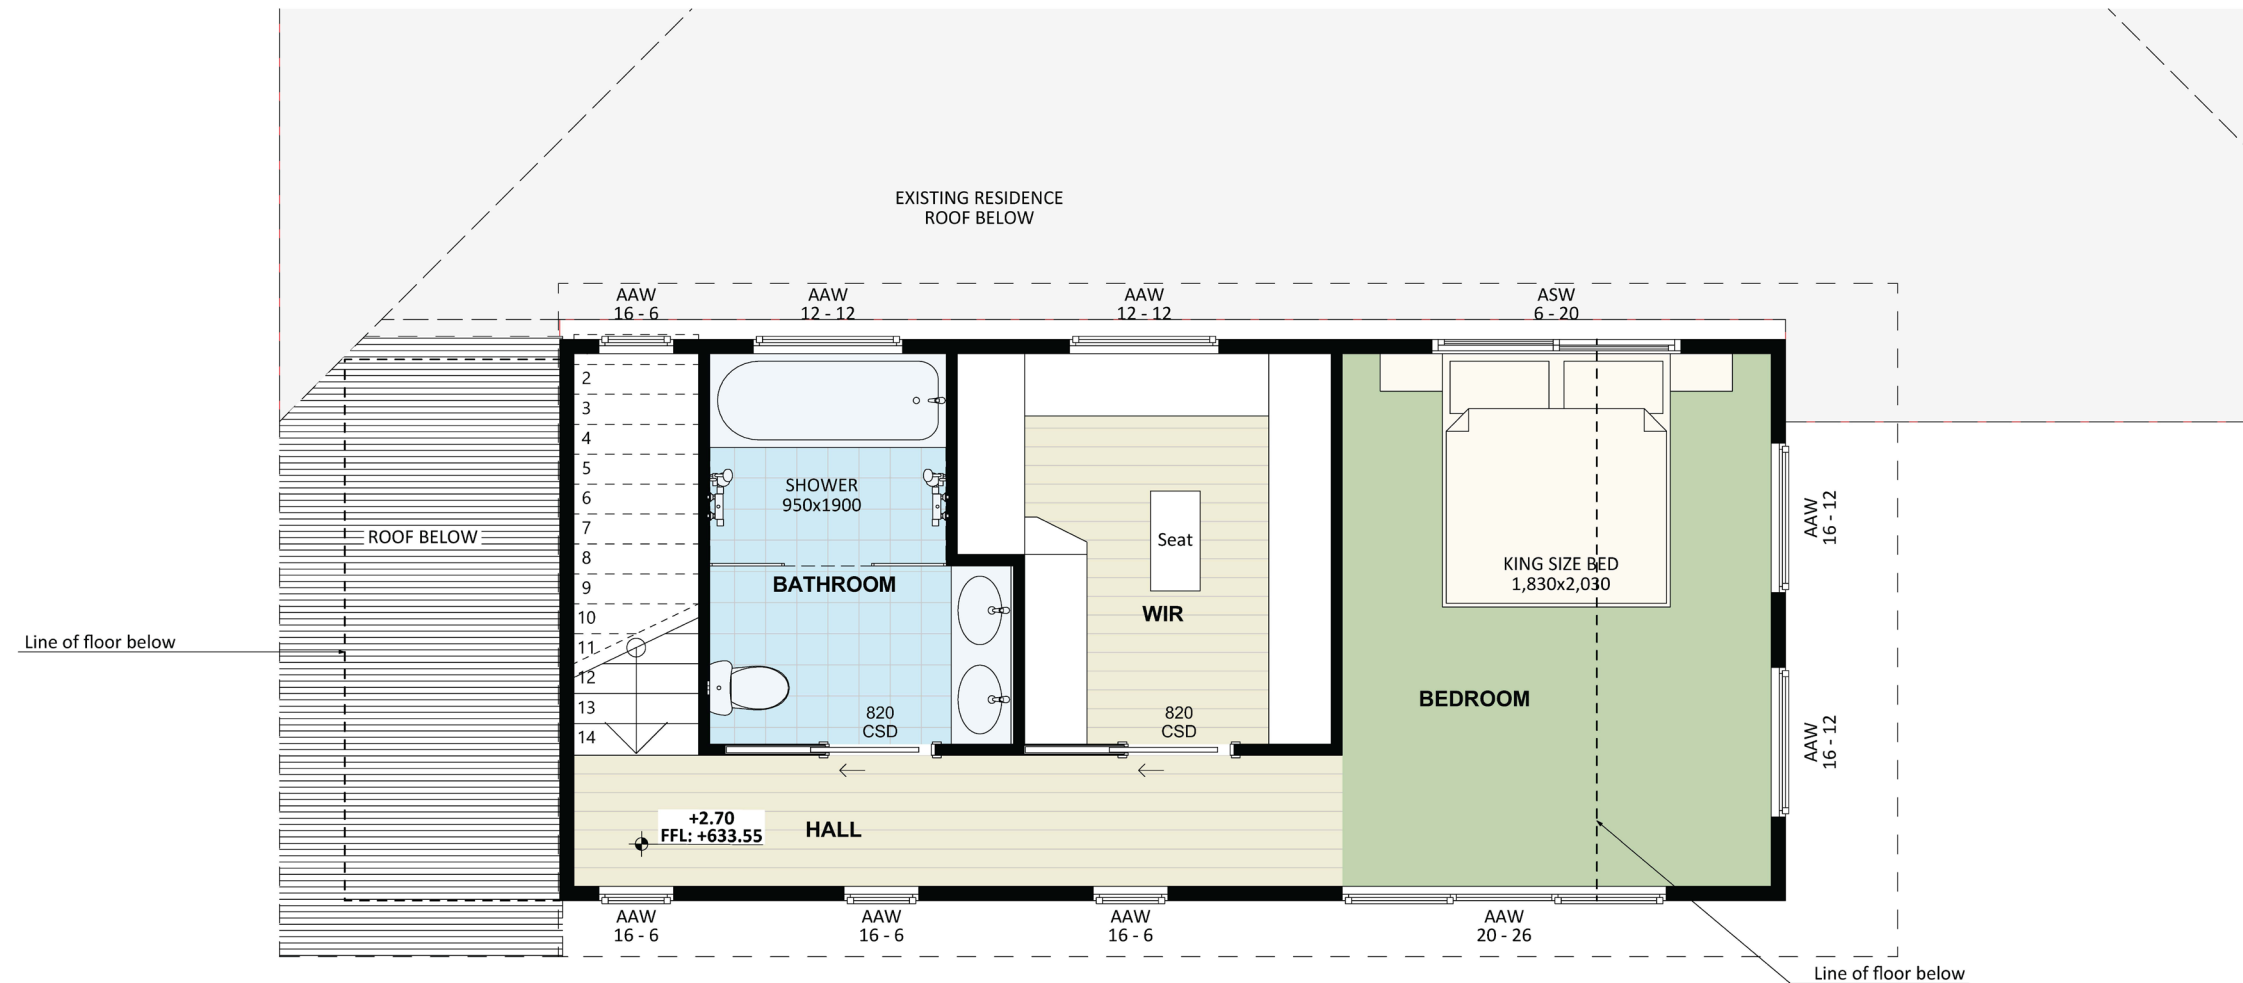 EXISTING RESIDENCE
ROOF BELOW
AAW
16 - 6
AAW
12 - 12
AAW
12 - 12
ASW
6 - 20
2
3
4
5
6
7
8
9
10
11
12
13
14
SHOWER
950x1900
BATHROOM
820
CSD
Seat
WIR
820
CSD
KING SIZE BED
1,830x2,030
BEDROOM
AAW
16 - 12
AAW
16 - 12
ROOF BELOW
Line of floor below
+2.70
FFL: +633.55
HALL
AAW
16 - 6
AAW
16 - 6
AAW
16 - 6
AAW
20 - 26
Line of floor below